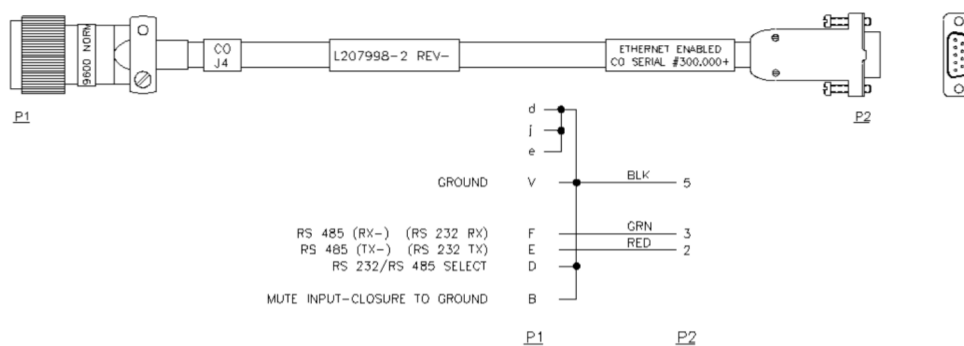 9600 NORM
CO
J4
L207998-2 REV-
ETHERNET ENABLED
CO SERIAL #300.000+
P1
P2
d
j
e
GROUND V BLK 5
RS 485 (RX-) (RS 232 RX) F GRN 3
RS 485 (TX-) (RS 232 TX) E RED 2
RS 232/RS 485 SELECT D
MUTE INPUT-CLOSURE TO GROUND B
P1 P2